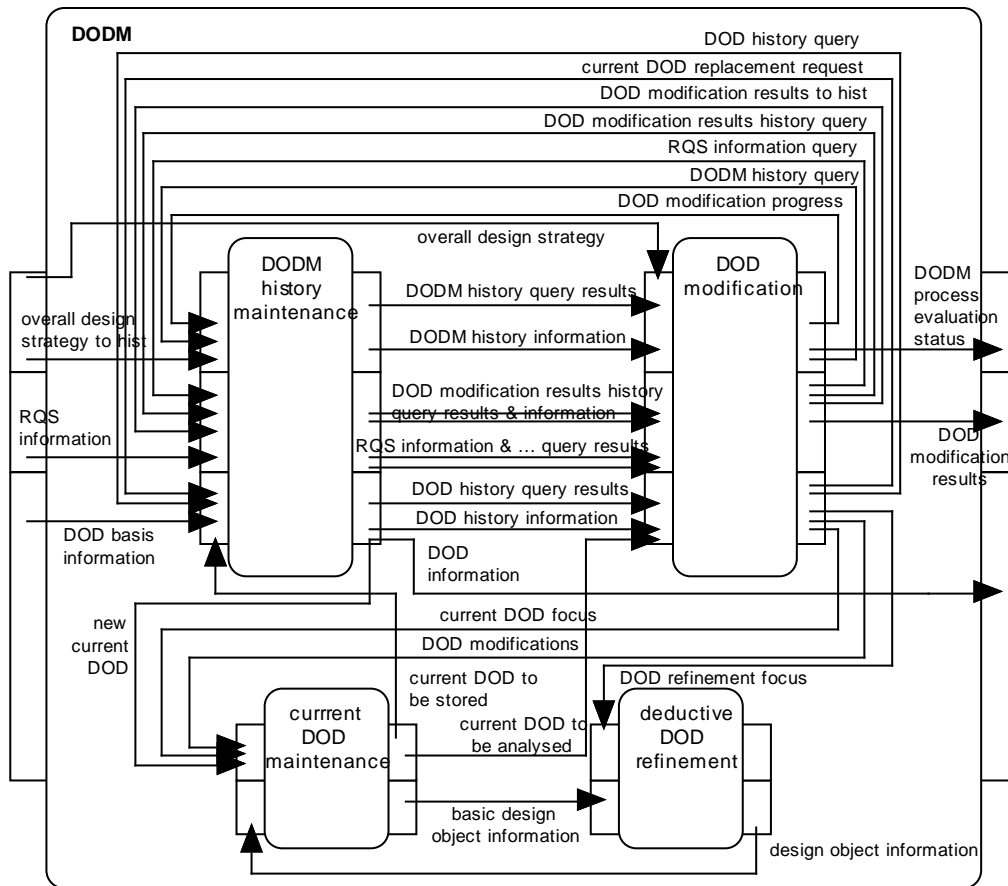 DODM
DOD history query
current DOD replacement request
DOD modification results to hist
DOD modification results history query
RQS information query
DODM history query
DOD modification progress
overall design strategy
DODM
history
maintenance
DOD
modification
DODM
process
evaluation
status
overall design
strategy to hist
DODM history query results
DODM history information
DOD modification results history
query results & information
RQS
information
RQS information & ... query results
DOD
modification
results
DOD history query results
DOD history information
DOD basis
information
DOD
information
new
current
DOD
current DOD focus
DOD modifications
current DOD to
be stored
DOD refinement focus
currrent
DOD
maintenance
current DOD to
be analysed
deductive
DOD
refinement
basic design
object information
design object information